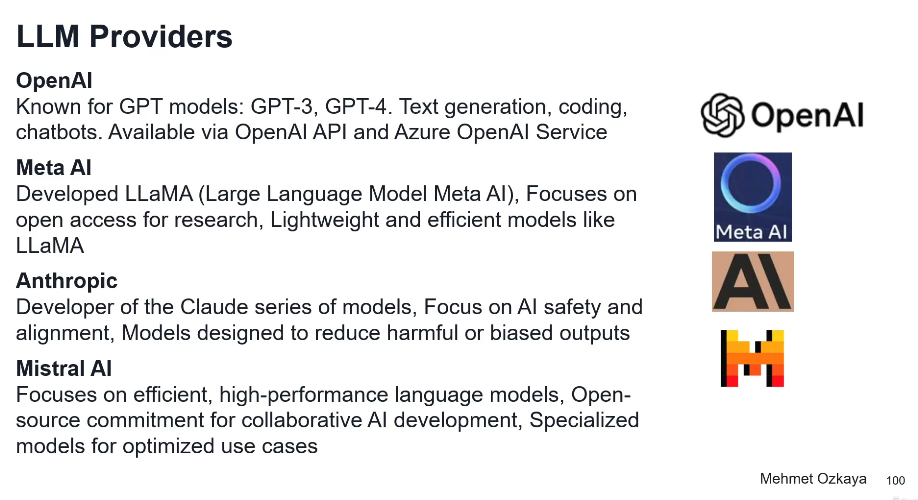 LLM Providers
OpenAI
Known for GPT models: GPT-3, GPT-4. Text generation, coding,
chatbots. Available via OpenAI API and Azure OpenAI Service
Meta AI
Developed LLaMA (Large Language Model Meta AI), Focuses on
open access for research, Lightweight and efficient models like
LLaMA
Anthropic
Developer of the Claude series of models, Focus on AI safety and
alignment, Models designed to reduce harmful or biased outputs
Mistral AI
Focuses on efficient, high-performance language models, Open-
source commitment for collaborative AI development, Specialized
models for optimized use cases
OpenAI
Meta AI
AI
Mehmet Ozkaya
100